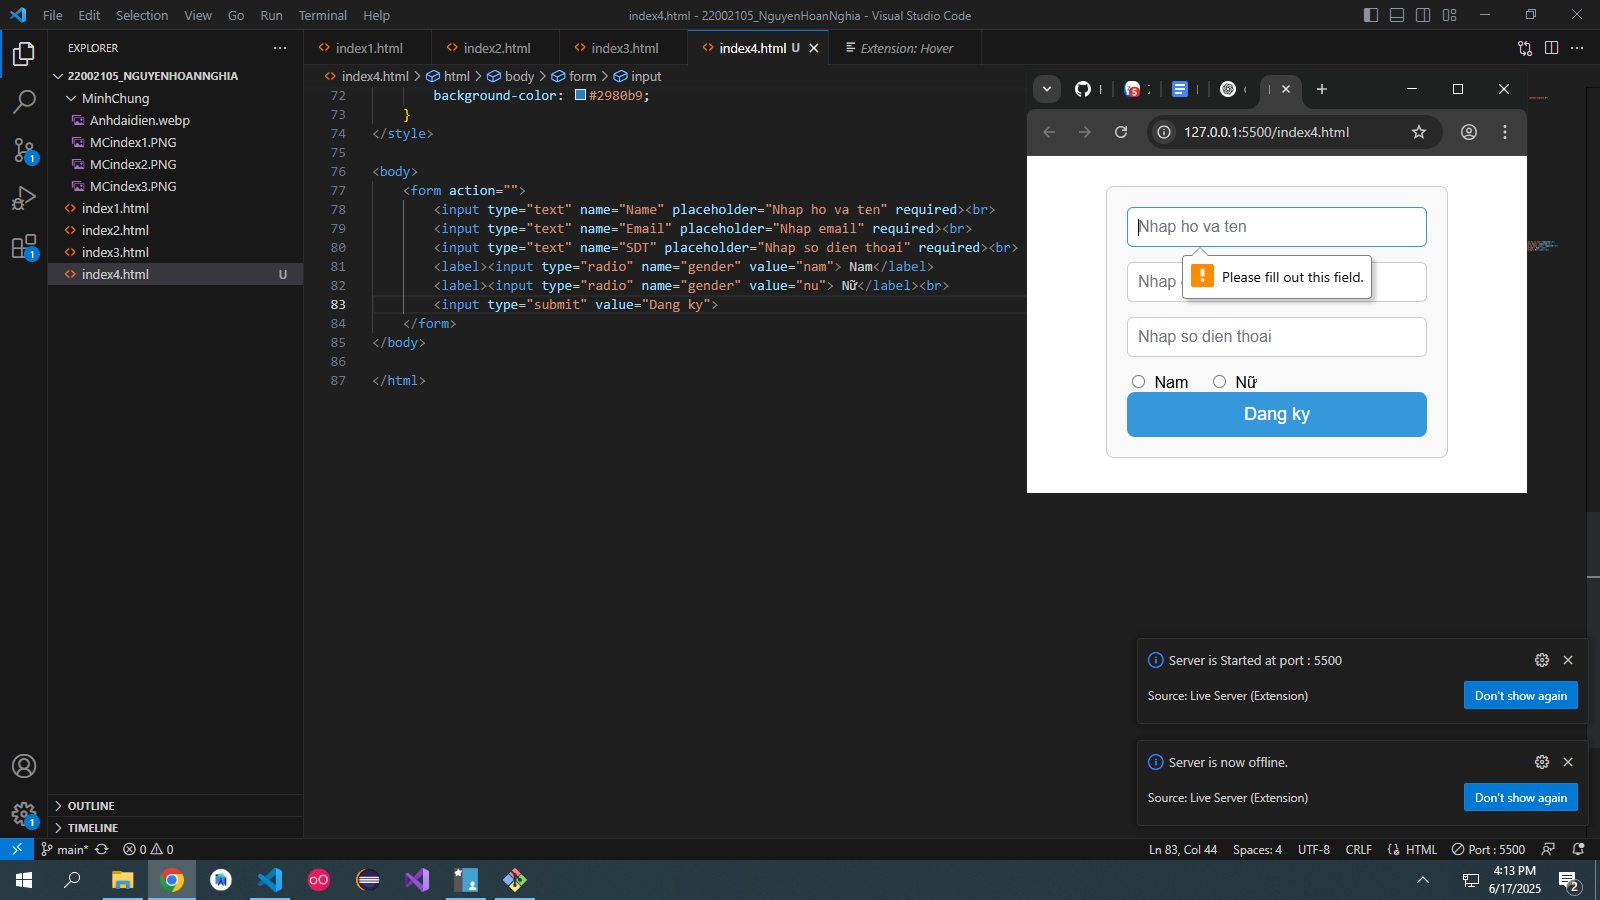 File Edit Selection View Go Run Terminal Help
index4.html - 22002105_NguyenHoanNghia - Visual Studio Code
EXPLORER
index1.html
index2.html
index3.html
index4.html U
Extension: Hover
22002105_NGUYENHOANNGHIA
MinhChung
Anhdaidien.webp
MCindex1.PNG
MCindex2.PNG
MCindex3.PNG
index1.html
index2.html
index3.html
index4.html U
OUTLINE
TIMELINE
index4.html > html > body > form > input
72 background-color: #2980b9;
73 }
74 </style>
75
76 <body>
77 <form action="">
78 <input type="text" name="Name" placeholder="Nhap ho va ten" required><br>
79 <input type="text" name="Email" placeholder="Nhap email" required><br>
80 <input type="text" name="SDT" placeholder="Nhap so dien thoai" required><br>
81 <label><input type="radio" name="gender" value="nam"> Nam</label>
82 <label><input type="radio" name="gender" value="nu"> Nữ</label><br>
83 <input type="submit" value="Dang ky">
84 </form>
85 </body>
86
87 </html>
127.0.0.1:5500/index4.html
Nhap ho va ten
Please fill out this field.
Nhap
Nhap so dien thoai
Nam Nữ
Dang ky
Server is Started at port : 5500
Source: Live Server (Extension)
Don't show again
Server is now offline.
Source: Live Server (Extension)
Don't show again
1
1
1
main* 0 0
Ln 83, Col 44 Spaces: 4 UTF-8 CRLF HTML Port : 5500
4:13 PM
6/17/2025
2